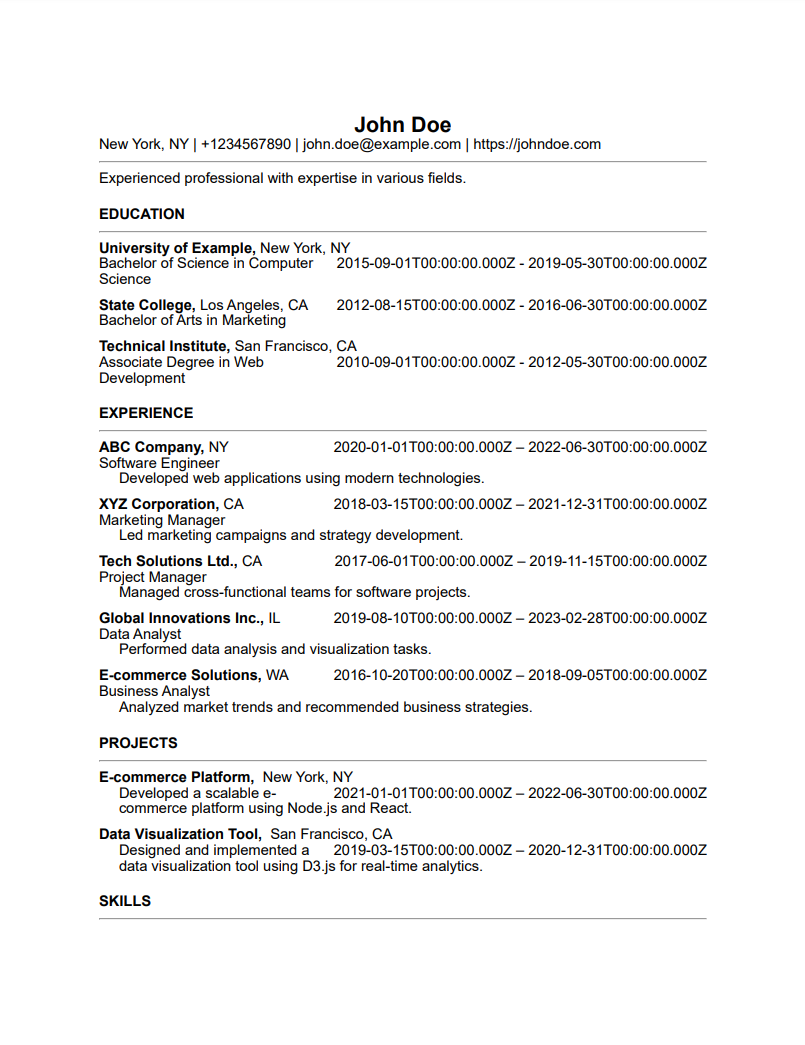 John Doe
New York, NY | +1234567890 | john.doe@example.com | https://johndoe.com
Experienced professional with expertise in various fields.
EDUCATION
University of Example, New York, NY
Bachelor of Science in Computer 2015-09-01T00:00:00.000Z - 2019-05-30T00:00:00.000Z
Science
State College, Los Angeles, CA 2012-08-15T00:00:00.000Z - 2016-06-30T00:00:00.000Z
Bachelor of Arts in Marketing
Technical Institute, San Francisco, CA
Associate Degree in Web 2010-09-01T00:00:00.000Z - 2012-05-30T00:00:00.000Z
Development
EXPERIENCE
ABC Company, NY 2020-01-01T00:00:00.000Z – 2022-06-30T00:00:00.000Z
Software Engineer
Developed web applications using modern technologies.
XYZ Corporation, CA 2018-03-15T00:00:00.000Z – 2021-12-31T00:00:00.000Z
Marketing Manager
Led marketing campaigns and strategy development.
Tech Solutions Ltd., CA 2017-06-01T00:00:00.000Z – 2019-11-15T00:00:00.000Z
Project Manager
Managed cross-functional teams for software projects.
Global Innovations Inc., IL 2019-08-10T00:00:00.000Z – 2023-02-28T00:00:00.000Z
Data Analyst
Performed data analysis and visualization tasks.
E-commerce Solutions, WA 2016-10-20T00:00:00.000Z – 2018-09-05T00:00:00.000Z
Business Analyst
Analyzed market trends and recommended business strategies.
PROJECTS
E-commerce Platform, New York, NY
Developed a scalable e- 2021-01-01T00:00:00.000Z – 2022-06-30T00:00:00.000Z
commerce platform using Node.js and React.
Data Visualization Tool, San Francisco, CA
Designed and implemented a 2019-03-15T00:00:00.000Z – 2020-12-31T00:00:00.000Z
data visualization tool using D3.js for real-time analytics.
SKILLS